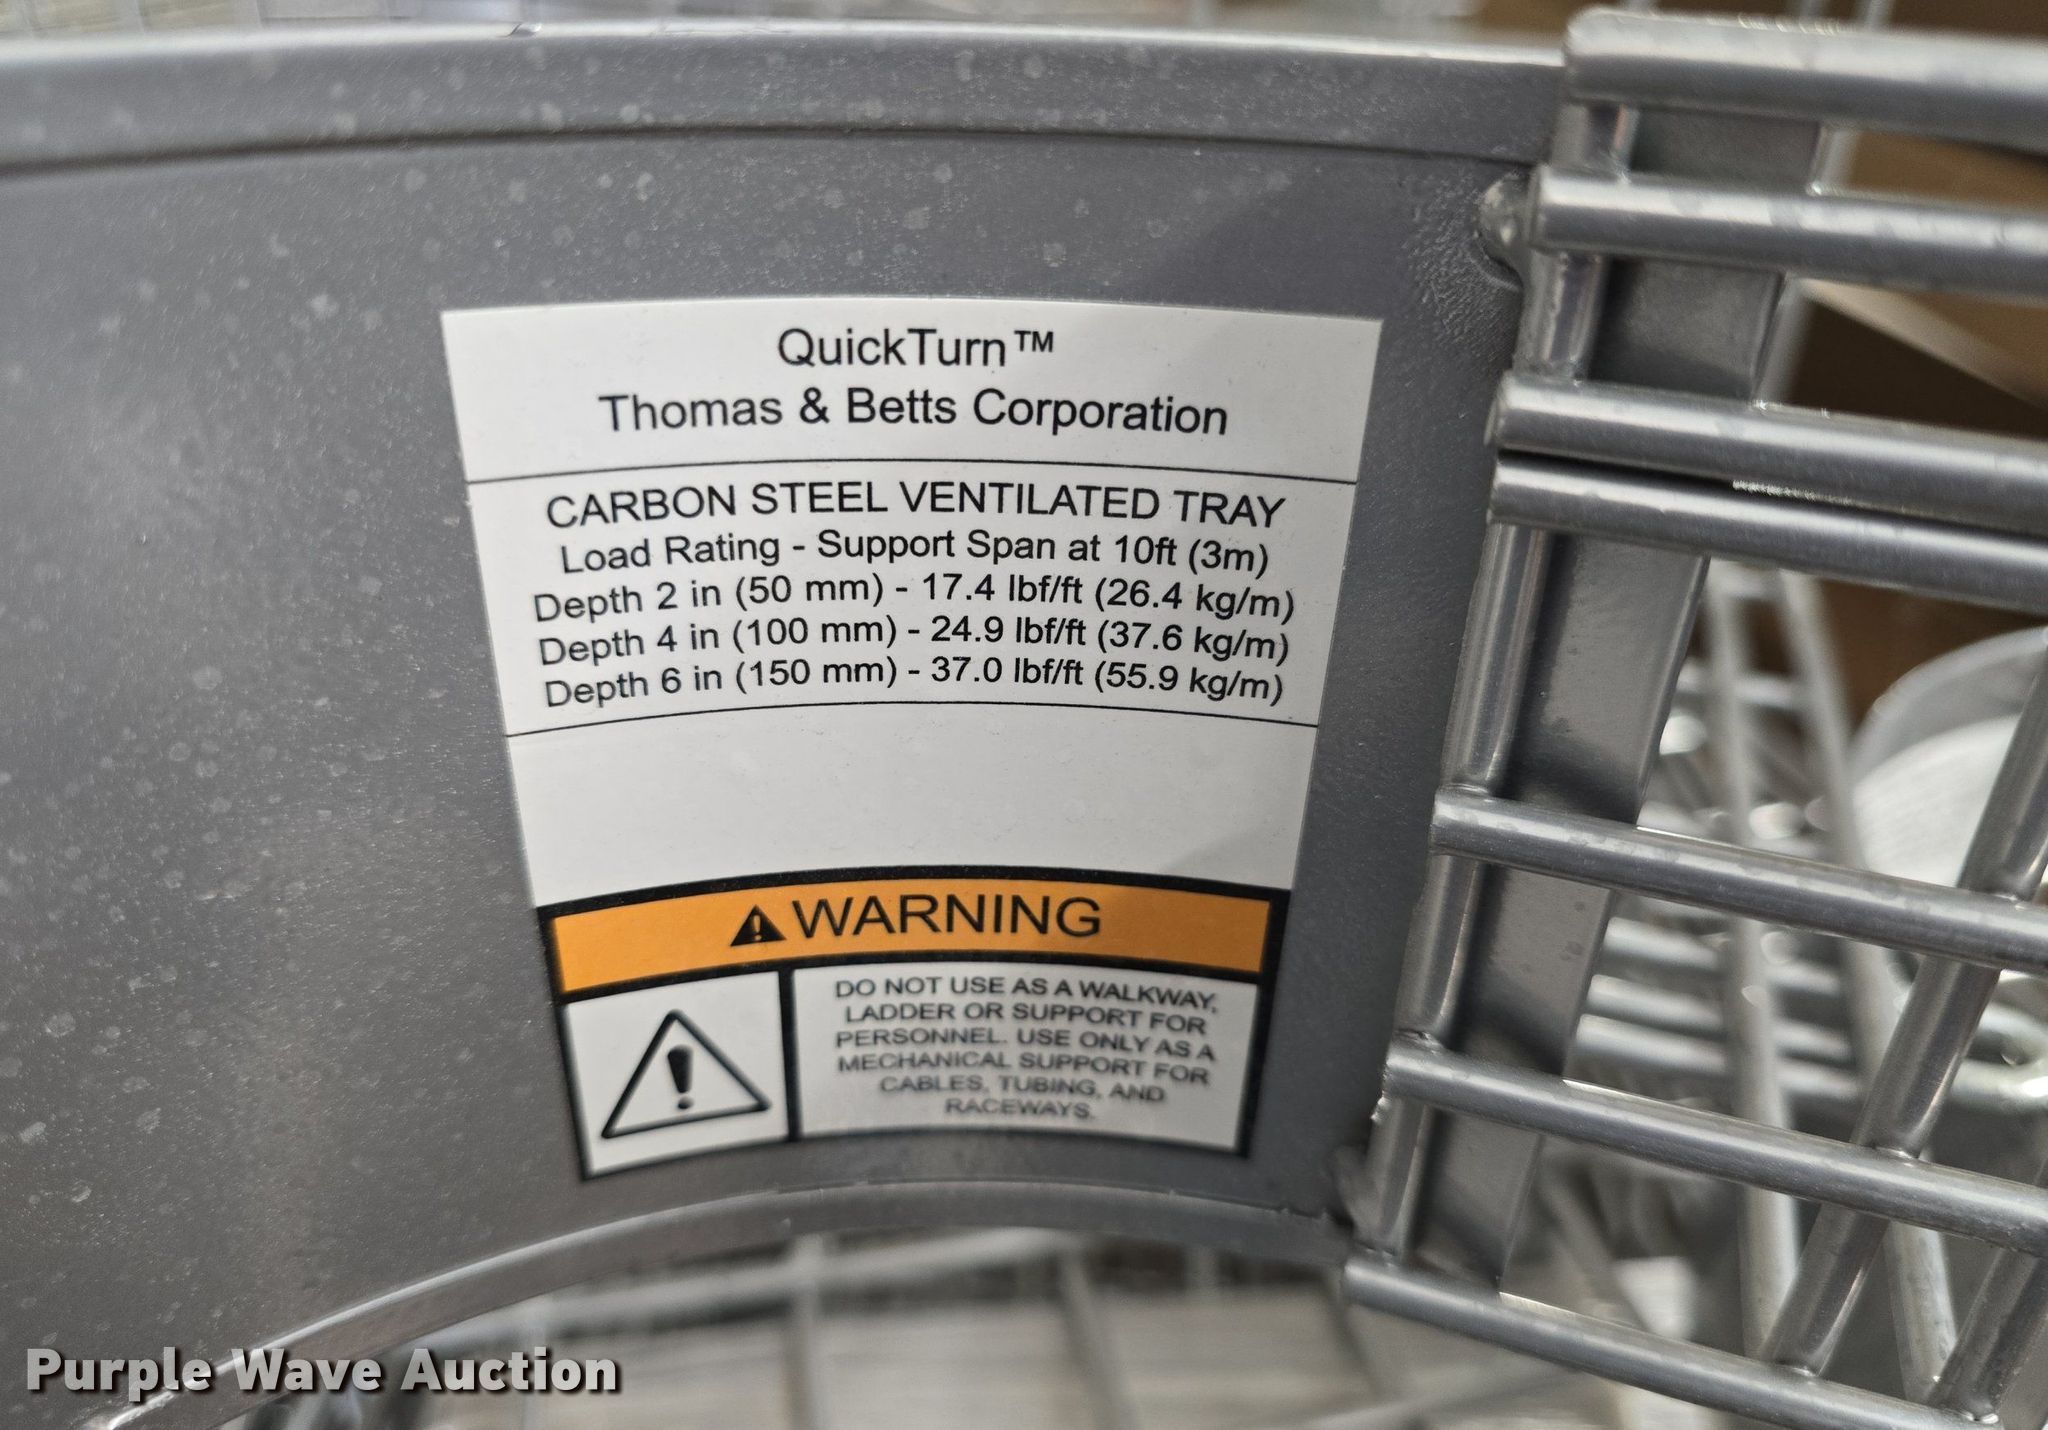 QuickTurn™
Thomas & Betts Corporation
CARBON STEEL VENTILATED TRAY
Load Rating - Support Span at 10ft (3m)
Depth 2 in (50 mm) - 17.4 lbf/ft (26.4 kg/m)
Depth 4 in (100 mm) - 24.9 lbf/ft (37.6 kg/m)
Depth 6 in (150 mm) - 37.0 lbf/ft (55.9 kg/m)
WARNING
DO NOT USE AS A WALKWAY,
LADDER OR SUPPORT FOR
PERSONNEL. USE ONLY AS A
MECHANICAL SUPPORT FOR
CABLES, TUBING, AND
RACEWAYS.
Purple Wave Auction